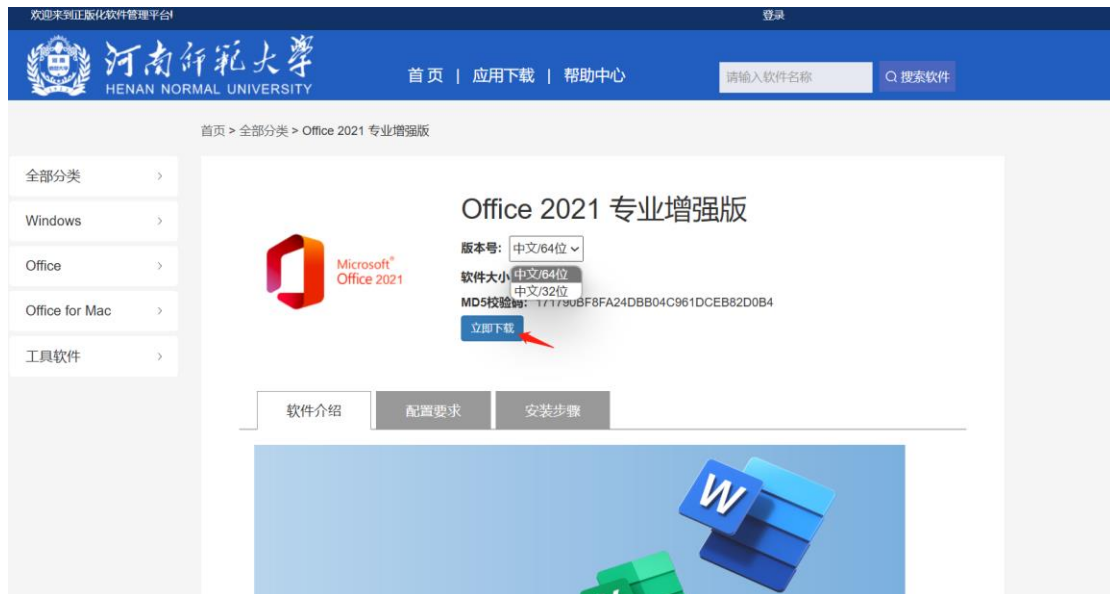 欢迎来到正版化软件管理平台!
登录
河南师范大学
HENAN NORMAL UNIVERSITY
首页 | 应用下载 | 帮助中心
请输入软件名称
搜索软件
首页 > 全部分类 > Office 2021 专业增强版
全部分类
Windows
Office
Office for Mac
工具软件
Microsoft®
Office 2021
Office 2021 专业增强版
版本号: 中文/64位
软件大小
中文/64位
中文/32位
MD5校验码: 171790BF8FA24DBB04C961DCEB82D0B4
立即下载
软件介绍
配置要求
安装步骤
W